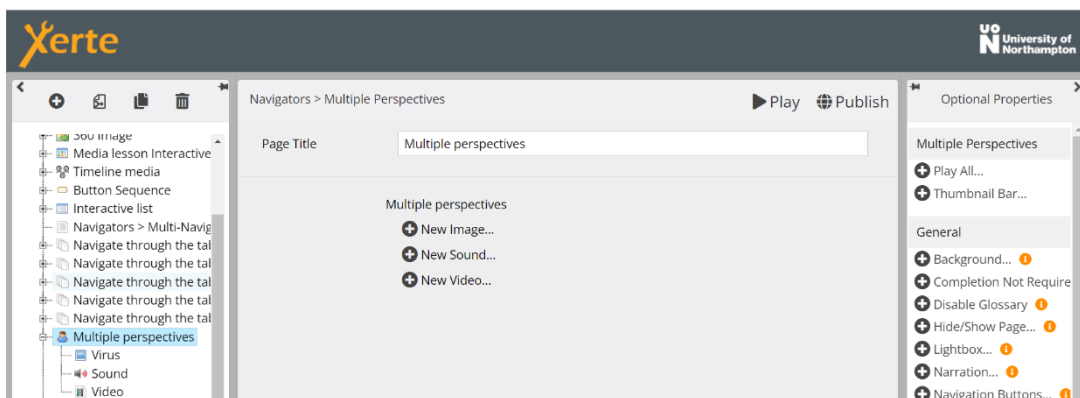 Xerte
UON University of
Northampton
360 Image
Media lesson Interactive
Timeline media
Button Sequence
Interactive list
Navigators > Multi-Navig
Navigate through the tal
Navigate through the tal
Navigate through the tal
Navigate through the tal
Navigate through the tal
Multiple perspectives
Virus
Sound
Video
Navigators > Multiple Perspectives
Play
Publish
Page Title
Multiple perspectives
Multiple perspectives
New Image...
New Sound...
New Video...
Optional Properties
Multiple Perspectives
Play All...
Thumbnail Bar...
General
Background...
Completion Not Require
Disable Glossary
Hide/Show Page...
Lightbox...
Narration...
Navigation Buttons...